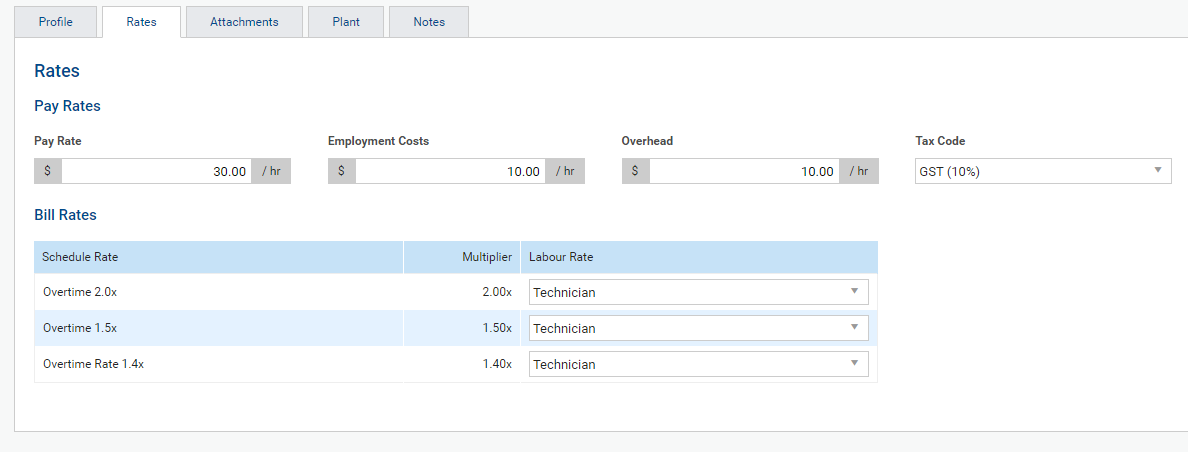 Profile Rates Attachments Plant Notes
Rates
Pay Rates
Pay Rate Employment Costs Overhead Tax Code
$ 30.00 / hr $ 10.00 / hr $ 10.00 / hr GST (10%)
Bill Rates
Schedule Rate Multiplier Labour Rate
Overtime 2.0x 2.00x Technician
Overtime 1.5x 1.50x Technician
Overtime Rate 1.4x 1.40x Technician